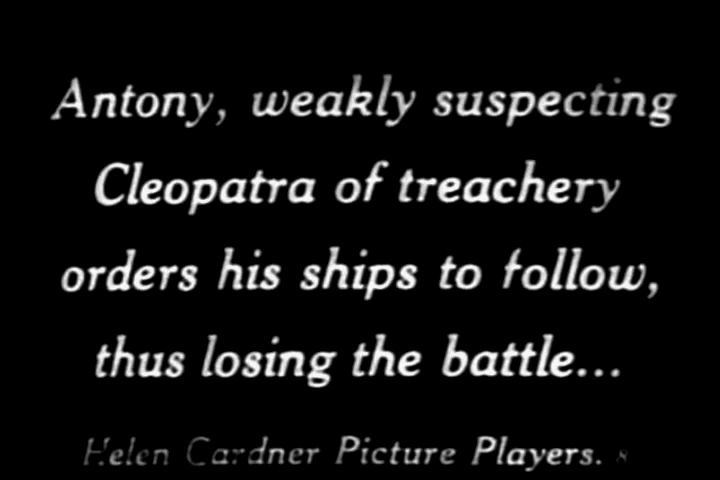 Antony, weakly suspecting
Cleopatra of treachery
orders his ships to follow,
thus losing the battle...
Helen Gardner Picture Players.